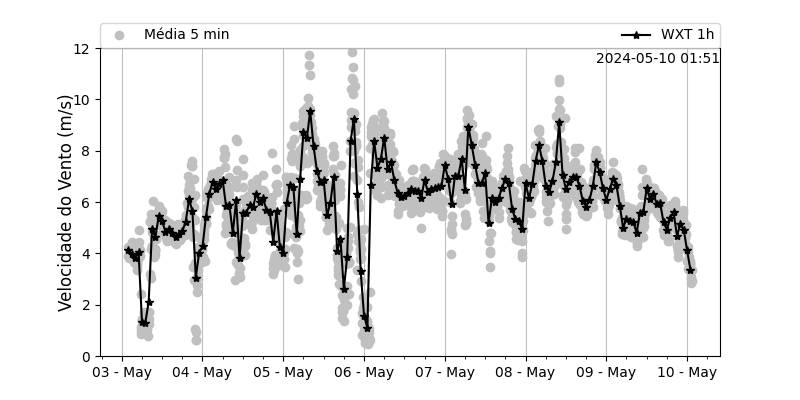 Média 5 min
WXT 1h
2024-05-10 01:51
Velocidade do Vento (m/s)
12
10
8
6
4
2
0
03 - May
04 - May
05 - May
06 - May
07 - May
08 - May
09 - May
10 - May